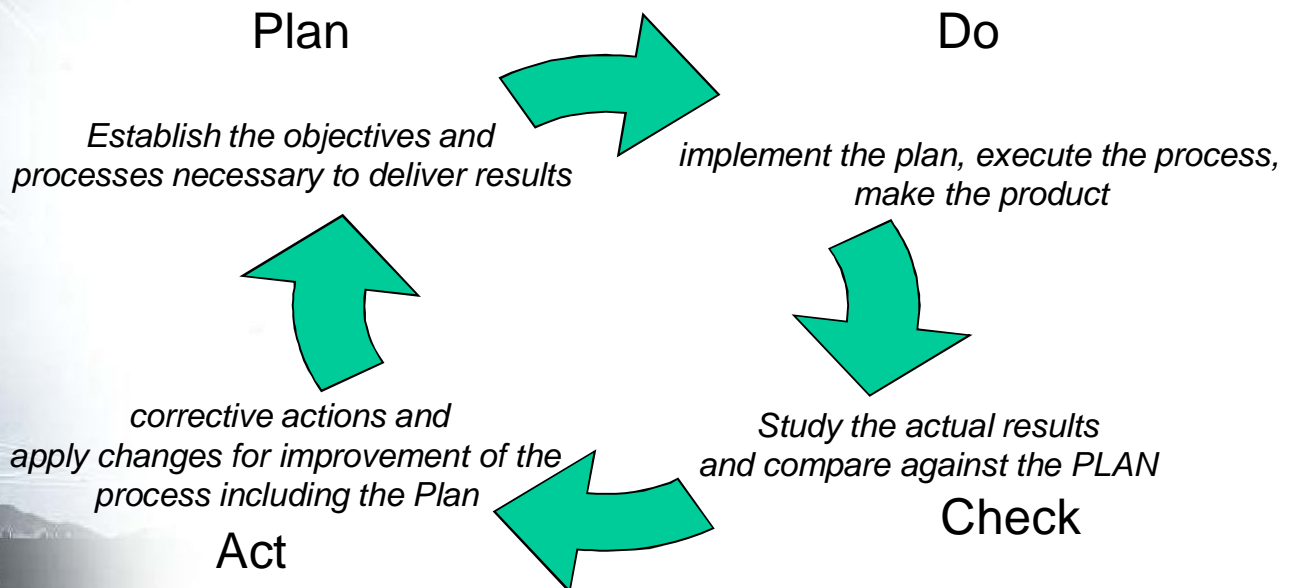 Plan
Establish the objectives and
processes necessary to deliver results
Do
implement the plan, execute the process,
make the product
Study the actual results
and compare against the PLAN
Check
corrective actions and
apply changes for improvement of the
process including the Plan
Act